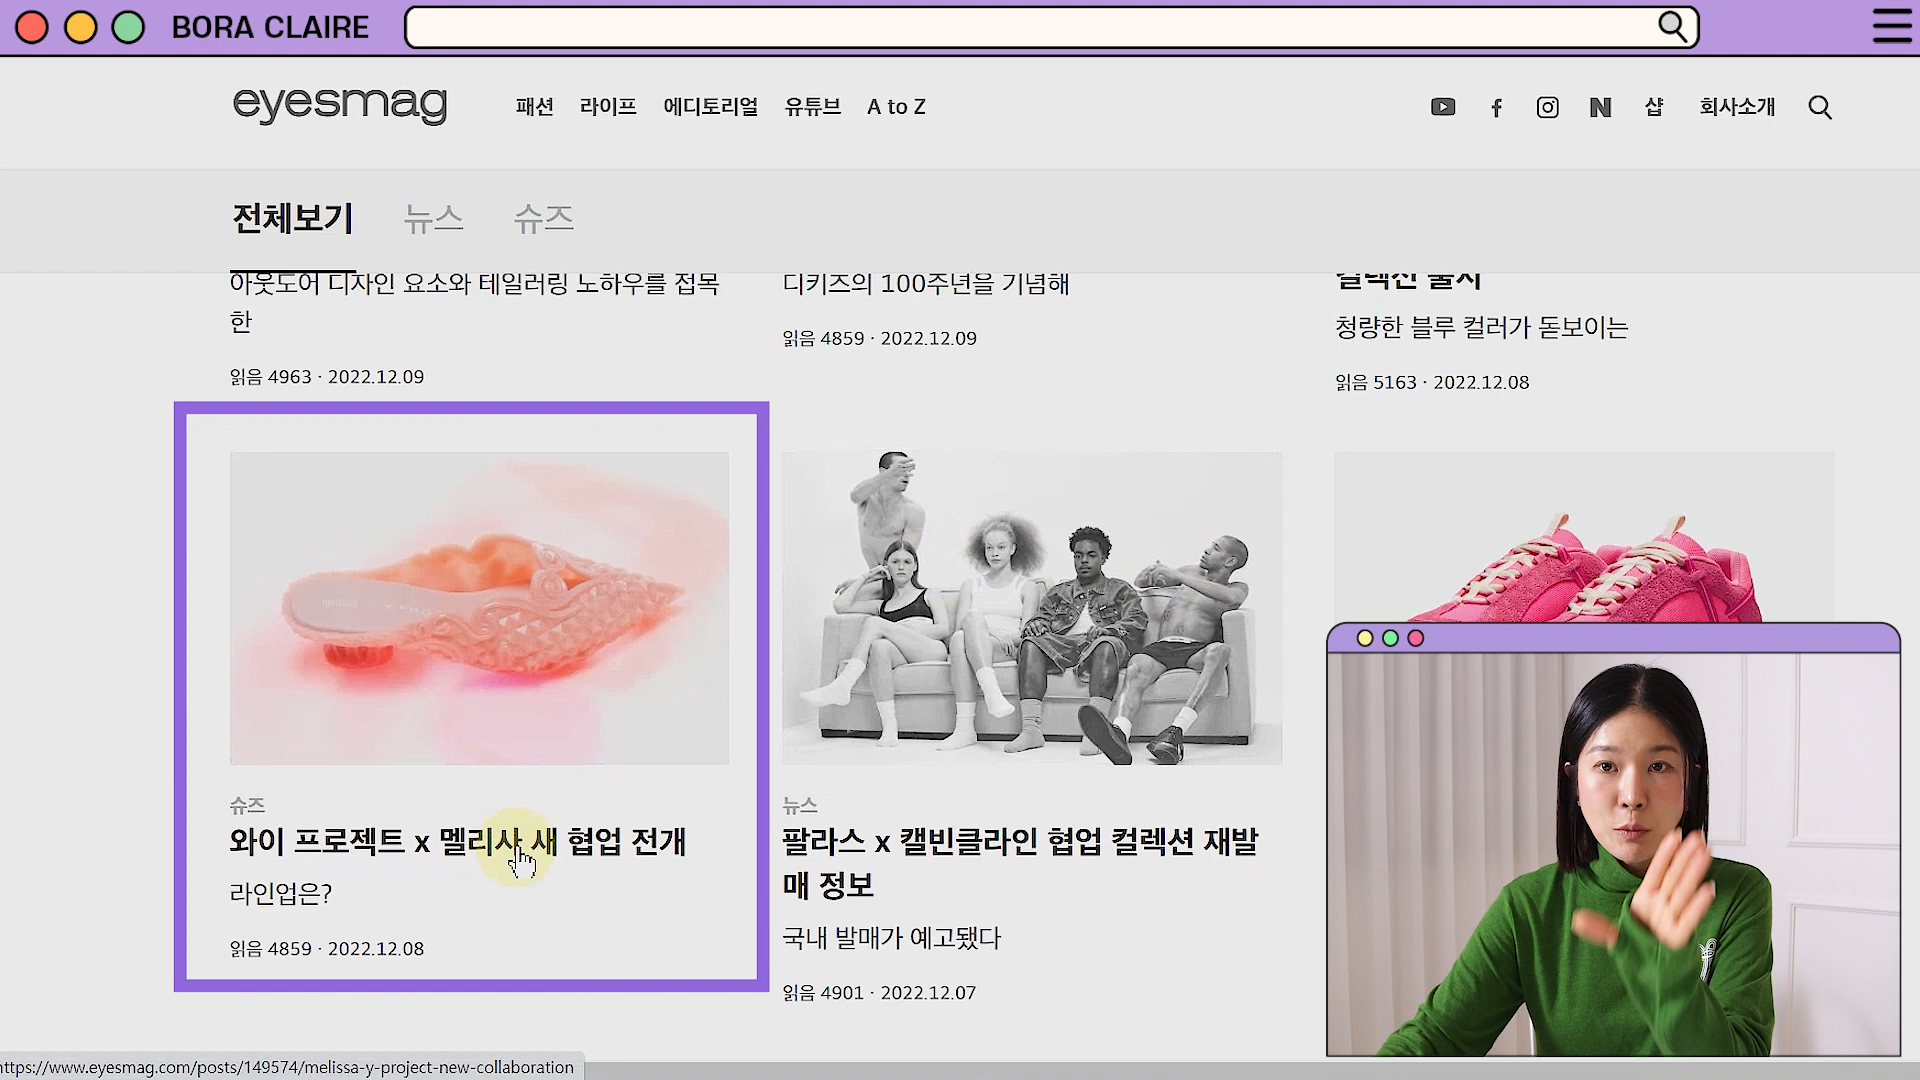 BORA CLAIRE
eyesmag
패션 라이프 에디토리얼 유튜브 A to Z
샵 회사소개
전체보기 뉴스 슈즈
아웃도어 디자인 요소와 테일러링 노하우를 접목
한
읽음 4963 · 2022.12.09
디키즈의 100주년을 기념해
읽음 4859 · 2022.12.09
컬렉션 출시
청량한 블루 컬러가 돋보이는
읽음 5163 · 2022.12.08
슈즈
와이 프로젝트 x 멜리사 새 협업 전개
라인업은?
읽음 4859 · 2022.12.08
뉴스
팔라스 x 캘빈클라인 협업 컬렉션 재발
매 정보
국내 발매가 예고됐다
읽음 4901 · 2022.12.07
https://www.eyesmag.com/posts/149574/melissa-y-project-new-collaboration